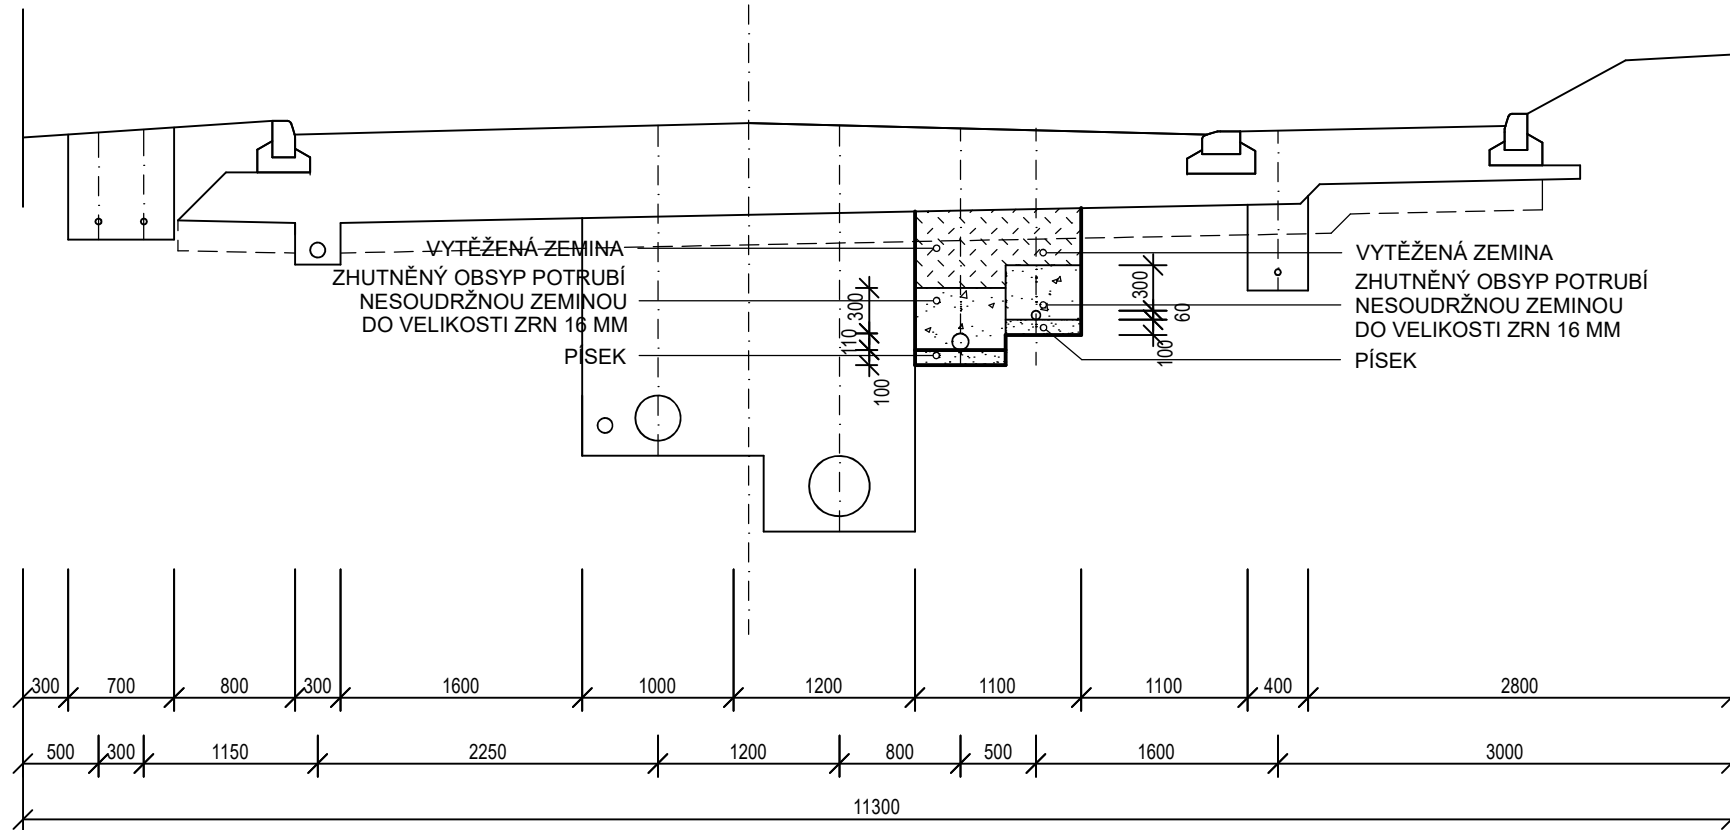 VYTĚŽENÁ ZEMINA
ZHUTNĚNÝ OBSYP POTRUBÍ
NESOUDRŽNOU ZEMINOU
DO VELIKOSTI ZRN 16 MM
PÍSEK
300
110
100
300
60
100
VYTĚŽENÁ ZEMINA
ZHUTNĚNÝ OBSYP POTRUBÍ
NESOUDRŽNOU ZEMINOU
DO VELIKOSTI ZRN 16 MM
PÍSEK
300 700 800 300 1600 1000 1200 1100 1100 400 2800
500 300 1150 2250 1200 800 500 1600 3000
11300